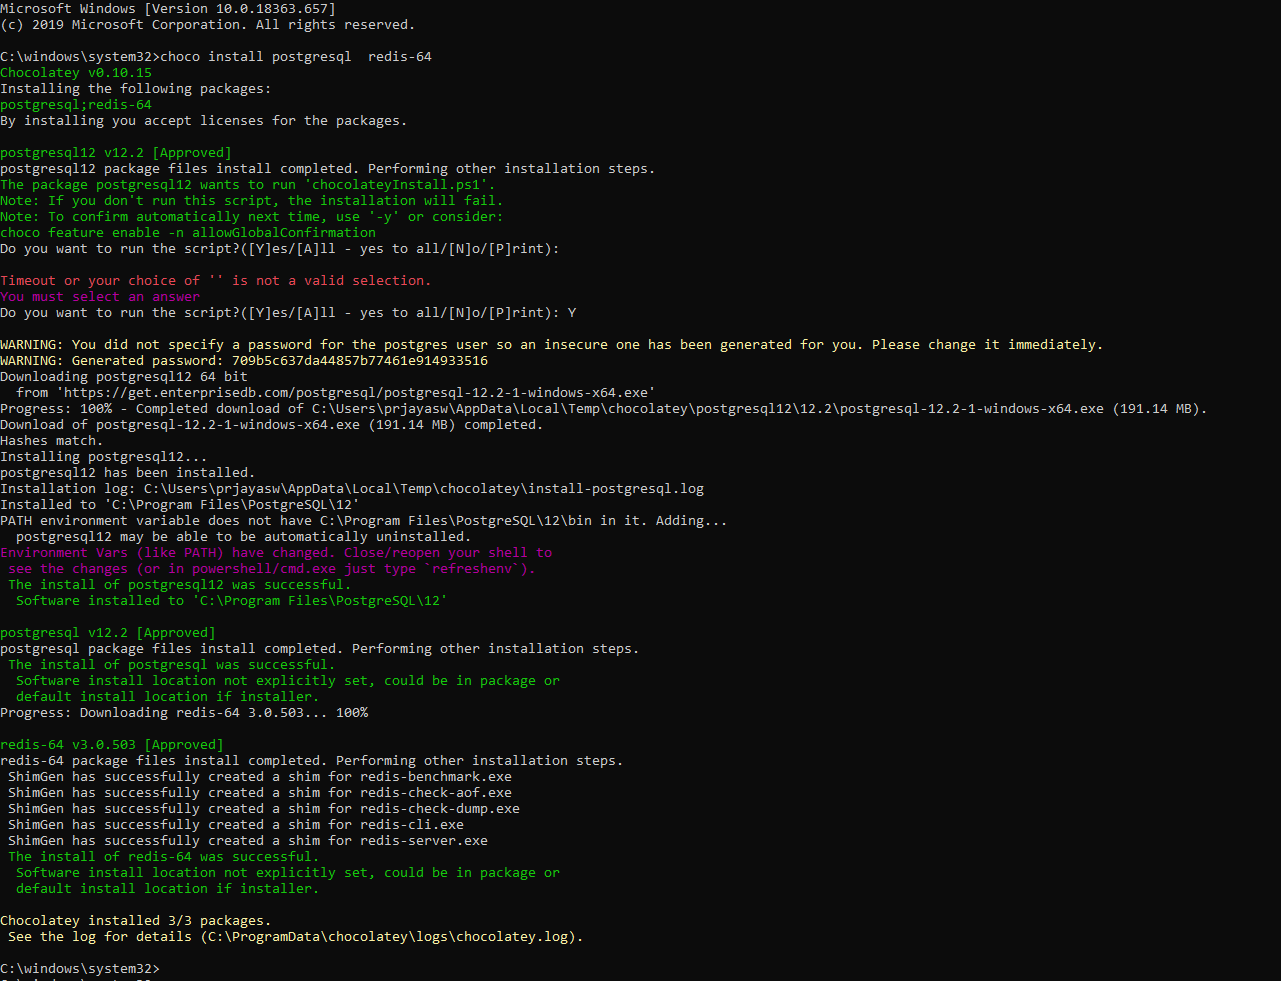 Microsoft Windows [Version 10.0.18363.657]
(c) 2019 Microsoft Corporation. All rights reserved.

C:\windows\system32>choco install postgresql  redis-64
Chocolatey v0.10.15
Installing the following packages:
postgresql;redis-64
By installing you accept licenses for the packages.

postgresql12 v12.2 [Approved]
postgresql12 package files install completed. Performing other installation steps.
The package postgresql12 wants to run 'chocolateyInstall.ps1'.
Note: If you don't run this script, the installation will fail.
Note: To confirm automatically next time, use '-y' or consider:
choco feature enable -n allowGlobalConfirmation
Do you want to run the script?([Y]es/[A]ll - yes to all/[N]o/[P]rint):

Timeout or your choice of '' is not a valid selection.
You must select an answer
Do you want to run the script?([Y]es/[A]ll - yes to all/[N]o/[P]rint): Y

WARNING: You did not specify a password for the postgres user so an insecure one has been generated for you. Please change it immediately.
WARNING: Generated password: 709b5c637da44857b77461e914933516
Downloading postgresql12 64 bit
  from 'https://get.enterprisedb.com/postgresql/postgresql-12.2-1-windows-x64.exe'
Progress: 100% - Completed download of C:\Users\prjayasw\AppData\Local\Temp\chocolatey\postgresql12\12.2\postgresql-12.2-1-windows-x64.exe (191.14 MB).
Download of postgresql-12.2-1-windows-x64.exe (191.14 MB) completed.
Hashes match.
Installing postgresql12...
postgresql12 has been installed.
Installation log: C:\Users\prjayasw\AppData\Local\Temp\chocolatey\install-postgresql.log
Installed to 'C:\Program Files\PostgreSQL\12'
PATH environment variable does not have C:\Program Files\PostgreSQL\12\bin in it. Adding...
  postgresql12 may be able to be automatically uninstalled.
Environment Vars (like PATH) have changed. Close/reopen your shell to
 see the changes (or in powershell/cmd.exe just type `refreshenv`).
 The install of postgresql12 was successful.
  Software installed to 'C:\Program Files\PostgreSQL\12'

postgresql v12.2 [Approved]
postgresql package files install completed. Performing other installation steps.
 The install of postgresql was successful.
  Software install location not explicitly set, could be in package or
  default install location if installer.
Progress: Downloading redis-64 3.0.503... 100%

redis-64 v3.0.503 [Approved]
redis-64 package files install completed. Performing other installation steps.
 ShimGen has successfully created a shim for redis-benchmark.exe
 ShimGen has successfully created a shim for redis-check-aof.exe
 ShimGen has successfully created a shim for redis-check-dump.exe
 ShimGen has successfully created a shim for redis-cli.exe
 ShimGen has successfully created a shim for redis-server.exe
 The install of redis-64 was successful.
  Software install location not explicitly set, could be in package or
  default install location if installer.

Chocolatey installed 3/3 packages.
 See the log for details (C:\ProgramData\chocolatey\logs\chocolatey.log).

C:\windows\system32>